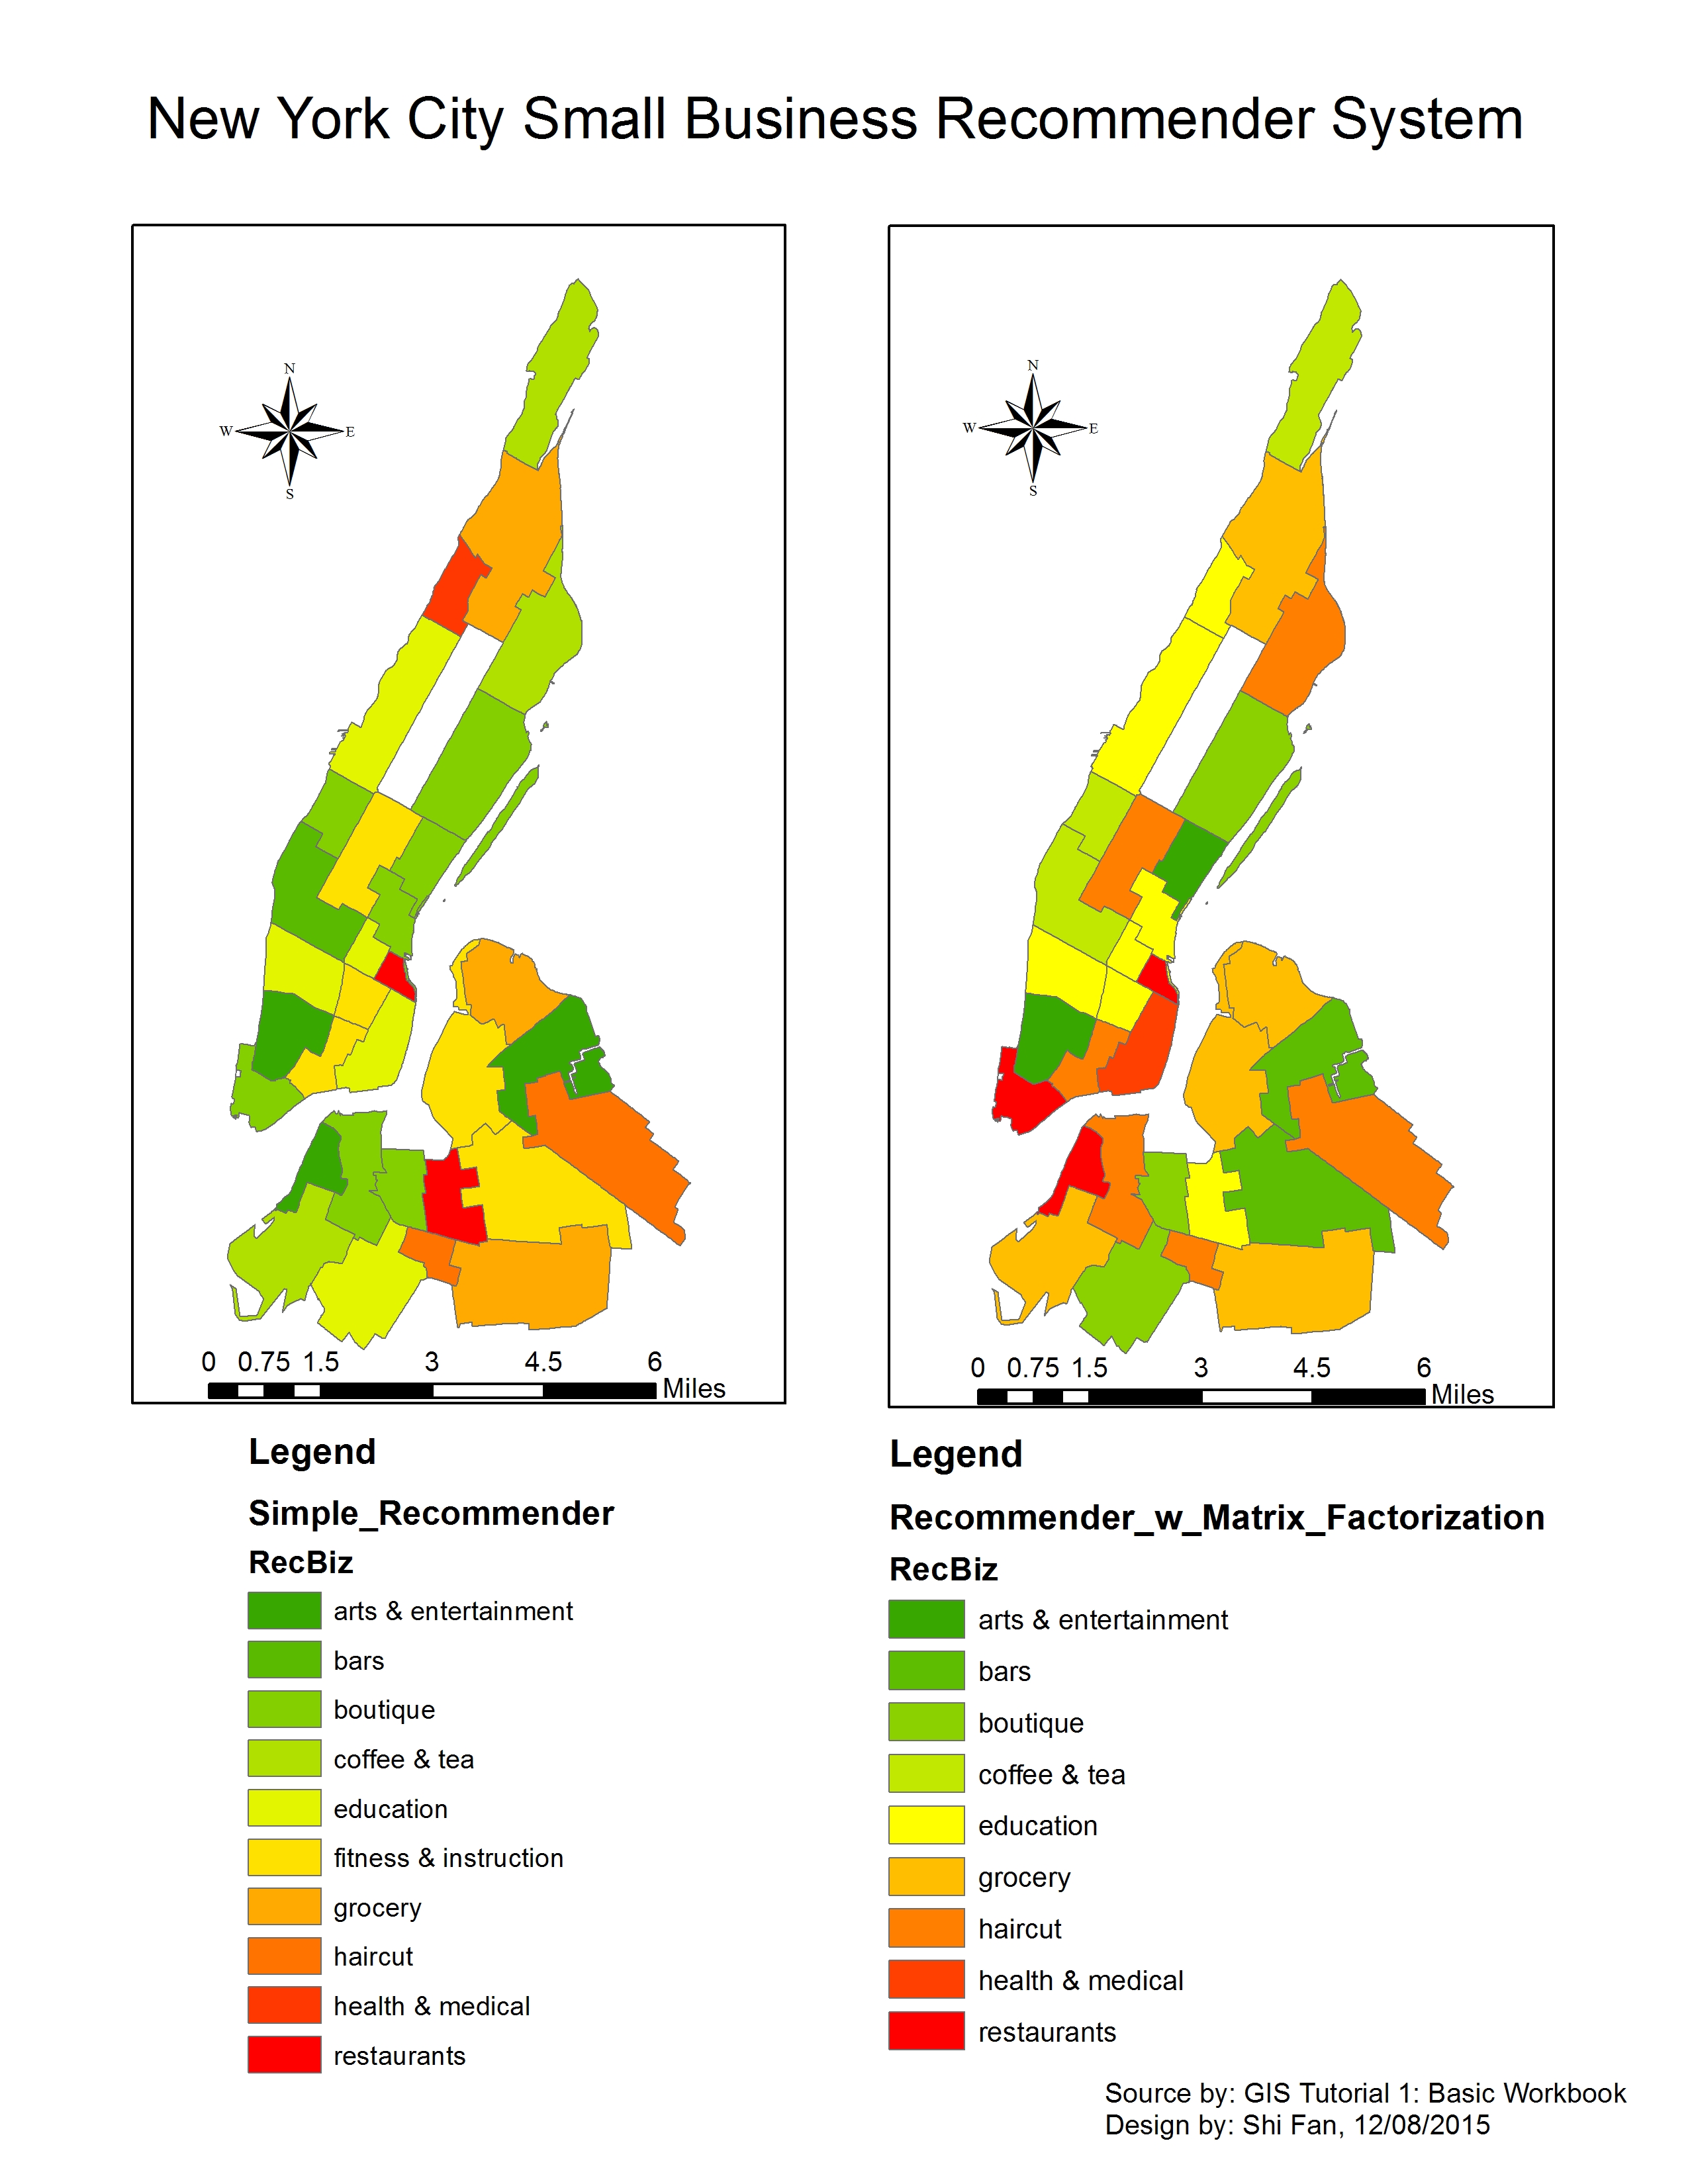 New York City Small Business Recommender System
N
W E
S
0 0.75 1.5 3 4.5 6
Miles
N
W E
S
0 0.75 1.5 3 4.5 6
Miles
Legend
Simple_Recommender
RecBiz
arts & entertainment
bars
boutique
coffee & tea
education
fitness & instruction
grocery
haircut
health & medical
restaurants
Legend
Recommender_w_Matrix_Factorization
RecBiz
arts & entertainment
bars
boutique
coffee & tea
education
grocery
haircut
health & medical
restaurants
Source by: GIS Tutorial 1: Basic Workbook
Design by: Shi Fan, 12/08/2015